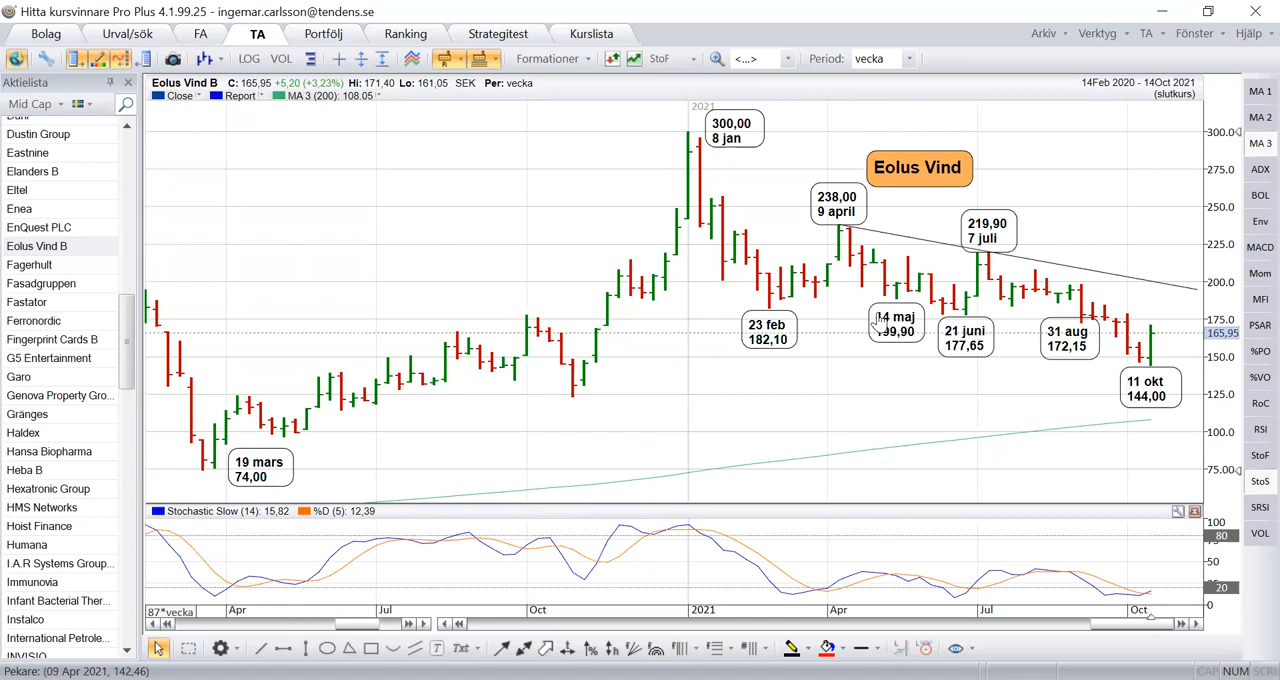 Hitta kursvinnare Pro Plus 4.1.99.25 - ingemar.carlsson@tendens.se
Bolag Urval/sök FA TA Portfölj Ranking Strategitest Kurslista Arkiv Verktyg TA Fönster Hjälp
LOG VOL Formationer StoF <...> Period: vecka
Aktielista
Mid Cap
Dustin Group
Eastnine
Elanders B
Eltel
Enea
EnQuest PLC
Eolus Vind B
Fagerhult
Fasadgruppen
Fastator
Ferronordic
Fingerprint Cards B
G5 Entertainment
Garo
Genova Property Gro...
Gränges
Haldex
Hansa Biopharma
Heba B
Hexatronic Group
HMS Networks
Hoist Finance
Humana
I.A.R Systems Group...
Immunovia
Infant Bacterial Ther...
Instalco
International Petrole...
INVISIO
Eolus Vind B C: 165,95 +5,20 (+3,23%) Hi: 171,40 Lo: 161,05 SEK Per: vecka
14Feb 2020 - 14Oct 2021
(slutkurs)
Close Report MA 3 (200): 108.05
2021
300,00
8 jan
Eolus Vind
238,00
9 april
219,90
7 juli
23 feb
182,10
14 maj
21 juni
177,65
31 aug
172,15
11 okt
144,00
19 mars
74,00
300.0
275.0
250.0
225.0
200.0
175.0
165,95
150.0
125.0
100.0
75.00
Stochastic Slow (14): 15,82 %D (5): 12,39
100
80
50
20
0
87*vecka Apr Jul Oct 2021 Apr Jul Oct
MA 1
MA 2
MA 3
ADX
BOL
Env
MACD
Mom
MFI
PSAR
%PO
%VO
RoC
RSI
StoF
StoS
SRSI
VOL
Txt
Pekare: (09 Apr 2021, 142,46) CAP NUM SCRL